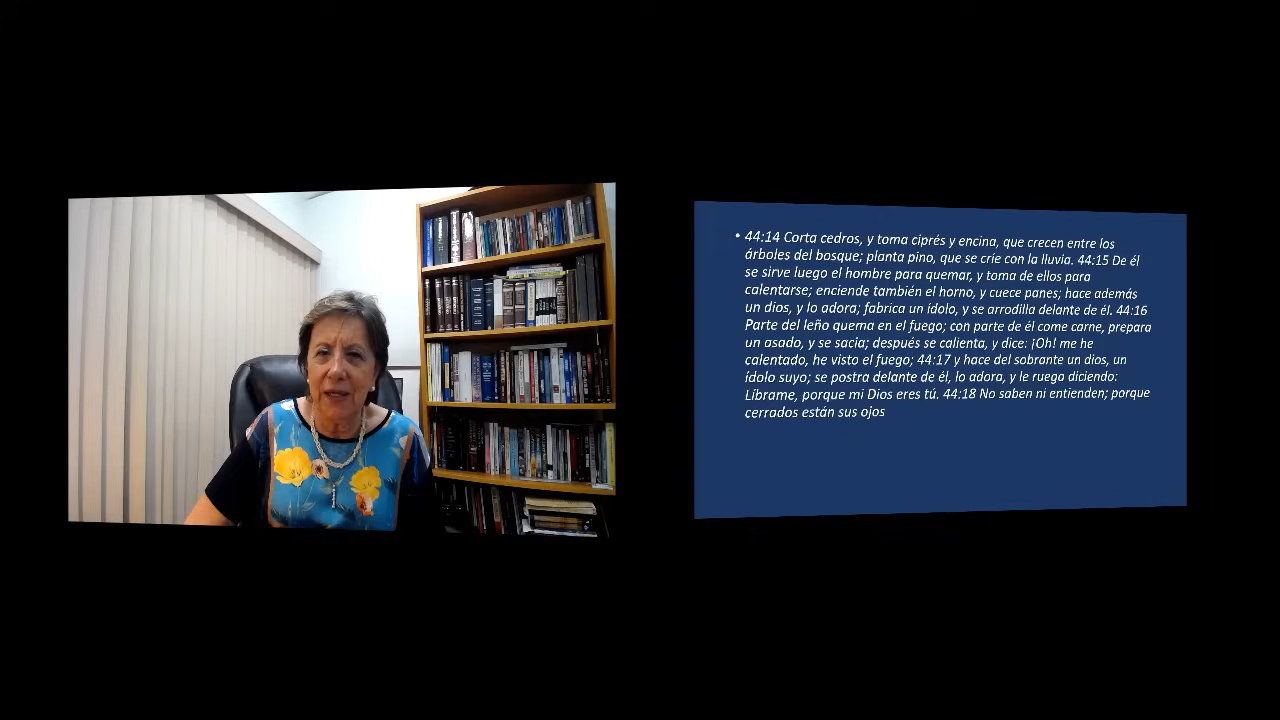 • 44:14 Corta cedros, y toma ciprés y encina, que crecen entre los
árboles del bosque; planta pino, que se críe con la lluvia. 44:15 De él
se sirve luego el hombre para quemar, y toma de ellos para
calentarse; enciende también el horno, y cuece panes; hace además
un dios, y lo adora; fabrica un ídolo, y se arrodilla delante de él. 44:16
Parte del leño quema en el fuego; con parte de él come carne, prepara
un asado, y se sacia; después se calienta, y dice: ¡Oh! me he
calentado, he visto el fuego; 44:17 y hace del sobrante un dios, un
ídolo suyo; se postra delante de él, lo adora, y le ruega diciendo:
Líbrame, porque mi Dios eres tú. 44:18 No saben ni entienden; porque
cerrados están sus ojos